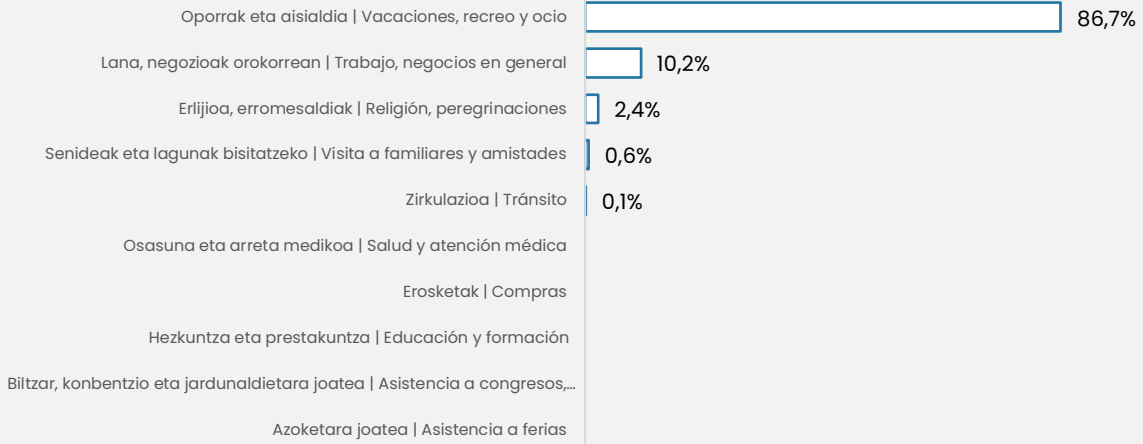 Oporrak eta aisialdia | Vacaciones, recreo y ocio 86,7%
Lana, negozioak orokorrean | Trabajo, negocios en general 10,2%
Erlijioa, erromesaldiak | Religión, peregrinaciones 2,4%
Senideak eta lagunak bisitatzeko | Visita a familiares y amistades 0,6%
Zirkulazioa | Tránsito 0,1%
Osasuna eta arreta medikoa | Salud y atención médica
Erosketak | Compras
Hezkuntza eta prestakuntza | Educación y formación
Biltzar, konbentzio eta jardunaldietara joatea | Asistencia a congresos,...
Azoketara joatea | Asistencia a ferias